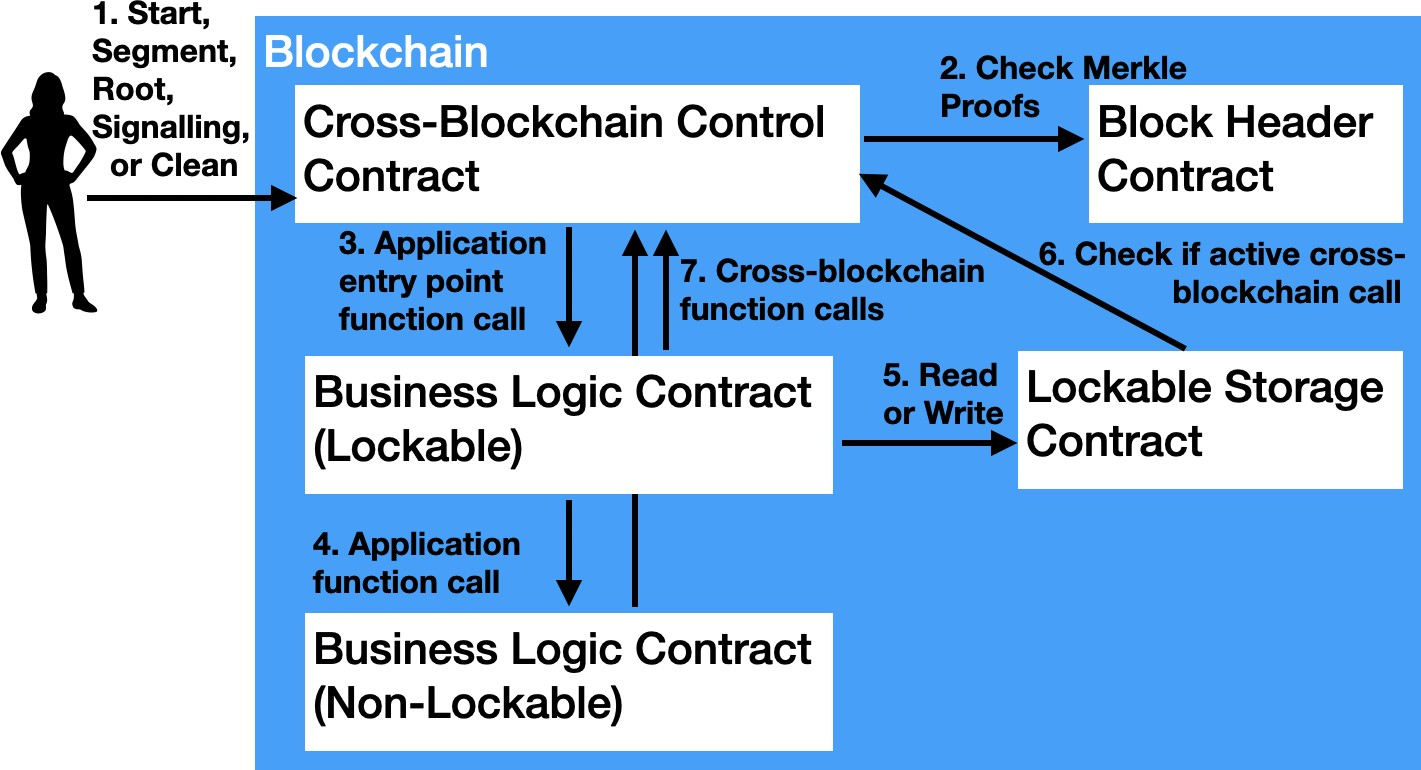 1. Start,
Segment,
Root,
Signalling,
or Clean
Blockchain
Cross-Blockchain Control
Contract
2. Check Merkle
Proofs
Block Header
Contract
3. Application
entry point
function call
7. Cross-blockchain
function calls
6. Check if active cross-
blockchain call
Business Logic Contract
(Lockable)
5. Read
or Write
Lockable Storage
Contract
4. Application
function call
Business Logic Contract
(Non-Lockable)